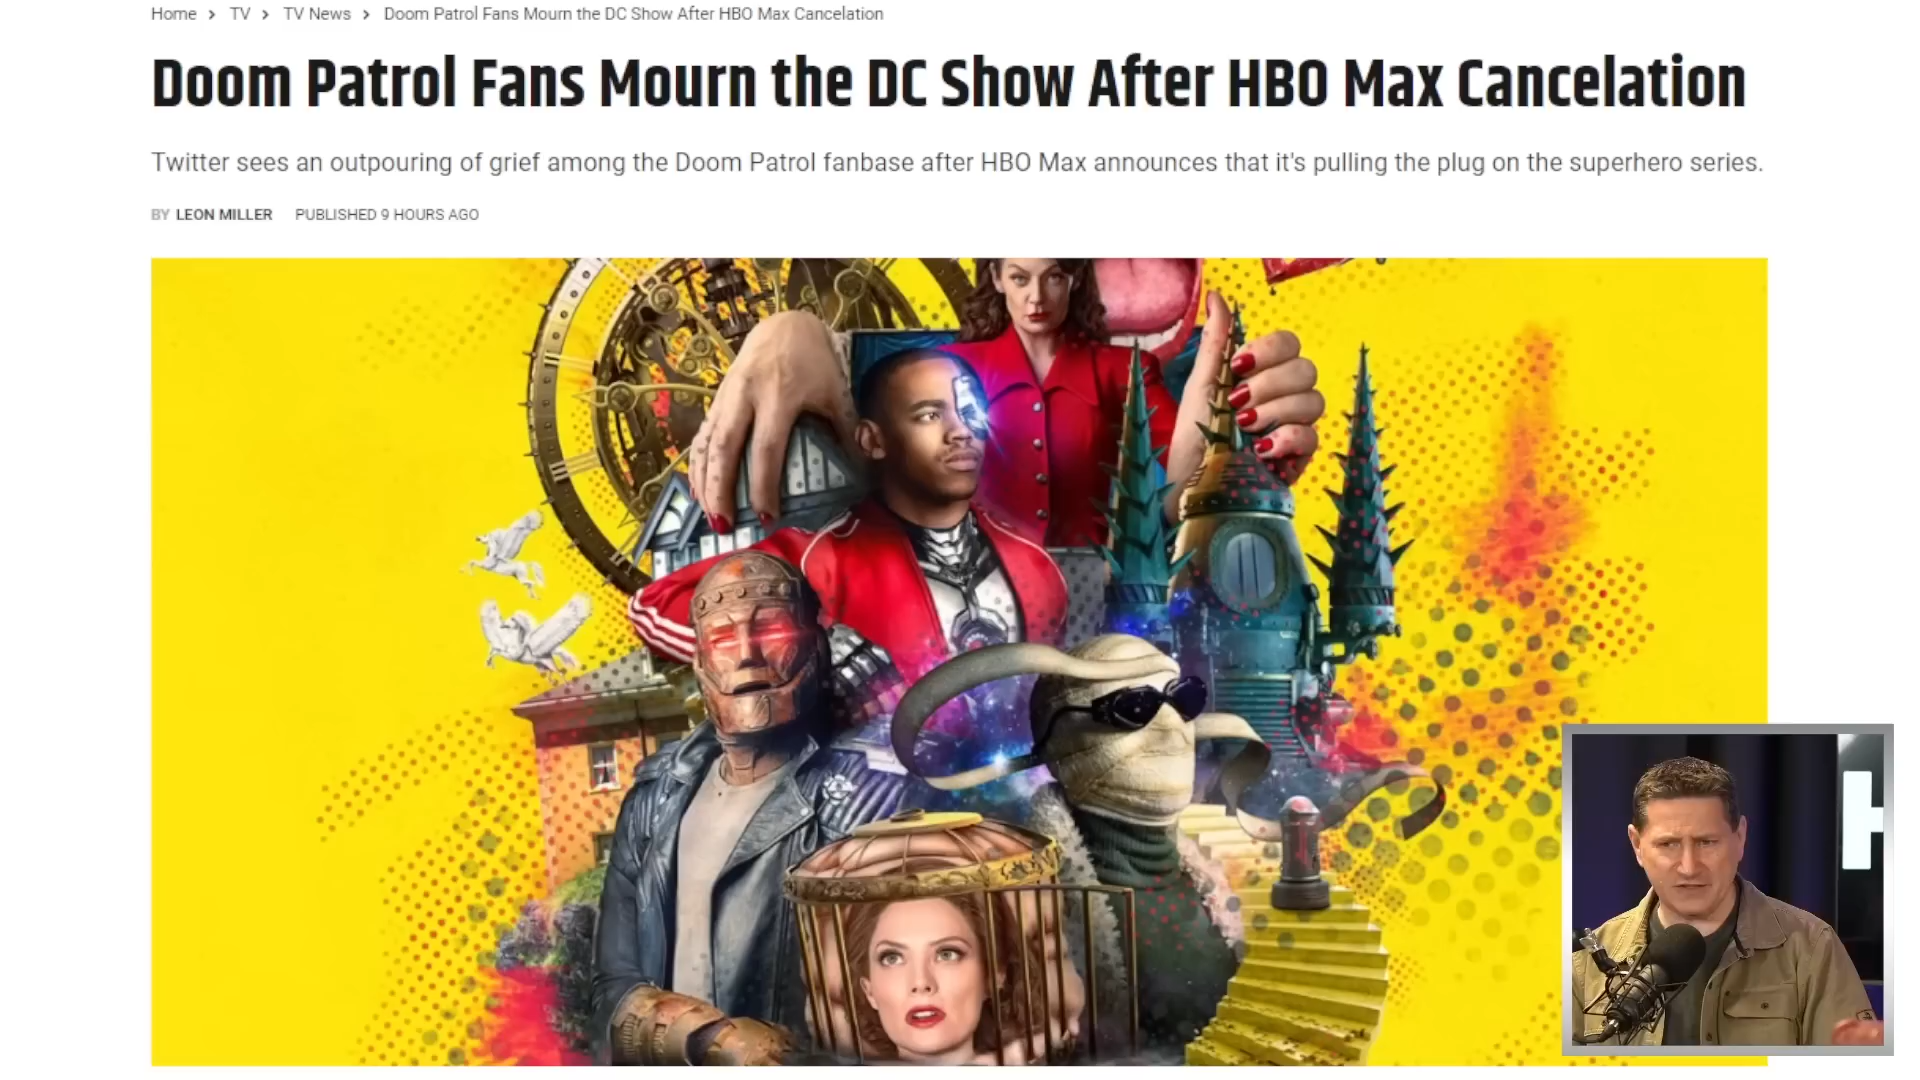 Home > TV > TV News > Doom Patrol Fans Mourn the DC Show After HBO Max Cancelation
Doom Patrol Fans Mourn the DC Show After HBO Max Cancelation
Twitter sees an outpouring of grief among the Doom Patrol fanbase after HBO Max announces that it's pulling the plug on the superhero series.
BY LEON MILLER PUBLISHED 9 HOURS AGO
H